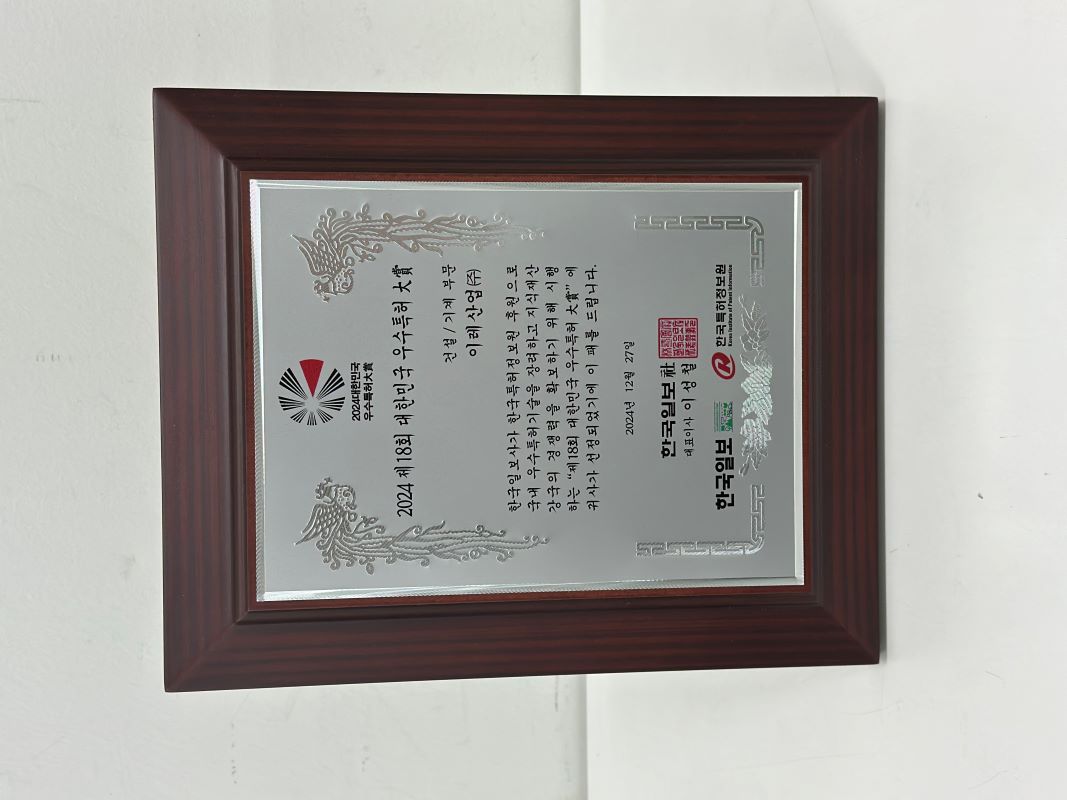 2024대한민국
우수특허大賞
2024 제18회 대한민국 우수특허 大賞
건설/기계 부문
이레산업㈜
한국일보사가 한국특허정보원 후원으로
국내 우수특허기술을 장려하고 지식재산
강국의 경쟁력을 확보하기 위해 시행
하는 “제18회 대한민국 우수특허 大賞” 에
귀사가 선정되었기에 이 패를 드립니다.
2024년 12월 27일
한국일보 社
대표이사 이성철
한국일보 한국특허정보원
Korea Institute of Patent Information